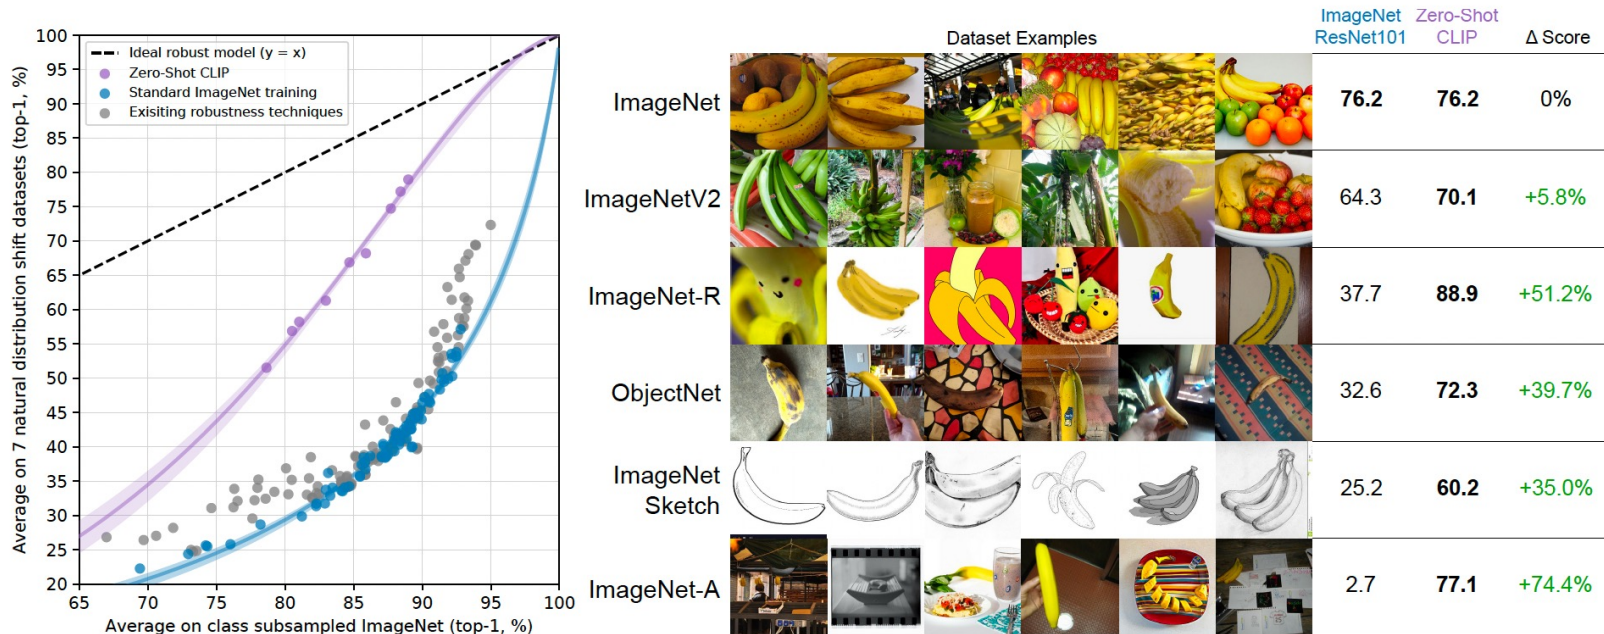 Average on 7 natural distribution shift datasets (top-1, %)
100
95
90
85
80
75
70
65
60
55
50
45
40
35
30
25
20
Ideal robust model (y = x)
Zero-Shot CLIP
Standard ImageNet training
Exisiting robustness techniques
65 70 75 80 85 90 95 100
Average on class subsampled ImageNet (top-1, %)
Dataset Examples
ImageNet
ResNet101
Zero-Shot
CLIP
Δ Score
ImageNet 76.2 76.2 0%
ImageNetV2 64.3 70.1 +5.8%
ImageNet-R 37.7 88.9 +51.2%
ObjectNet 32.6 72.3 +39.7%
ImageNet
Sketch 25.2 60.2 +35.0%
ImageNet-A 2.7 77.1 +74.4%